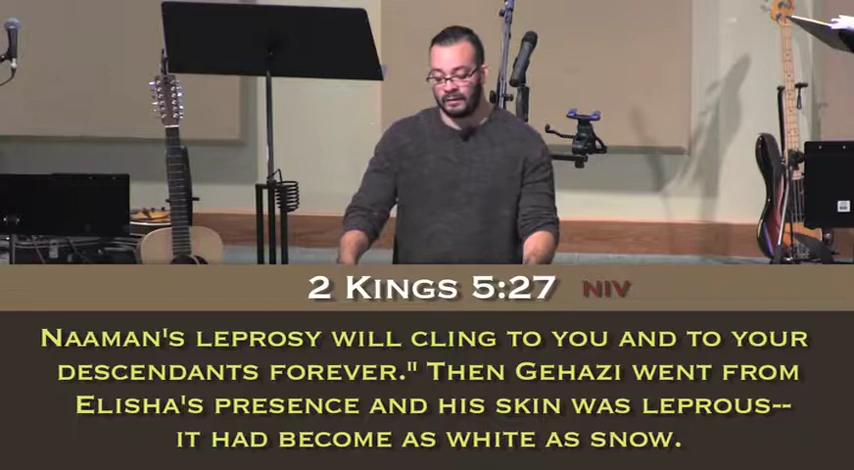 2 Kings 5:27 NIV
Naaman's leprosy will cling to you and to your
descendants forever." Then Gehazi went from
Elisha's presence and his skin was leprous--
it had become as white as snow.